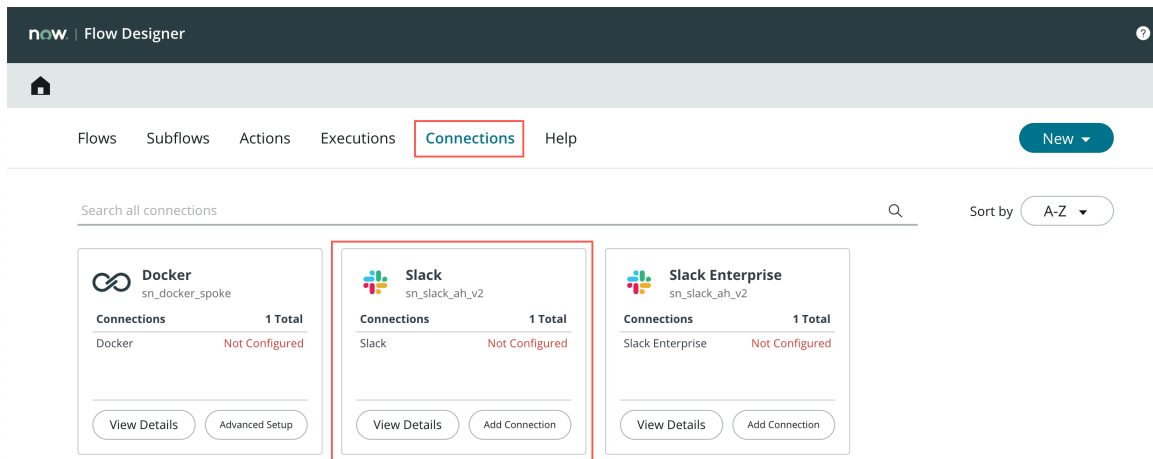 now. | Flow Designer
Flows Subflows Actions Executions Connections Help New
Search all connections Sort by A-Z
Docker
sn_docker_spoke
Connections 1 Total
Docker Not Configured
View Details Advanced Setup
Slack
sn_slack_ah_v2
Connections 1 Total
Slack Not Configured
View Details Add Connection
Slack Enterprise
sn_slack_ah_v2
Connections 1 Total
Slack Enterprise Not Configured
View Details Add Connection